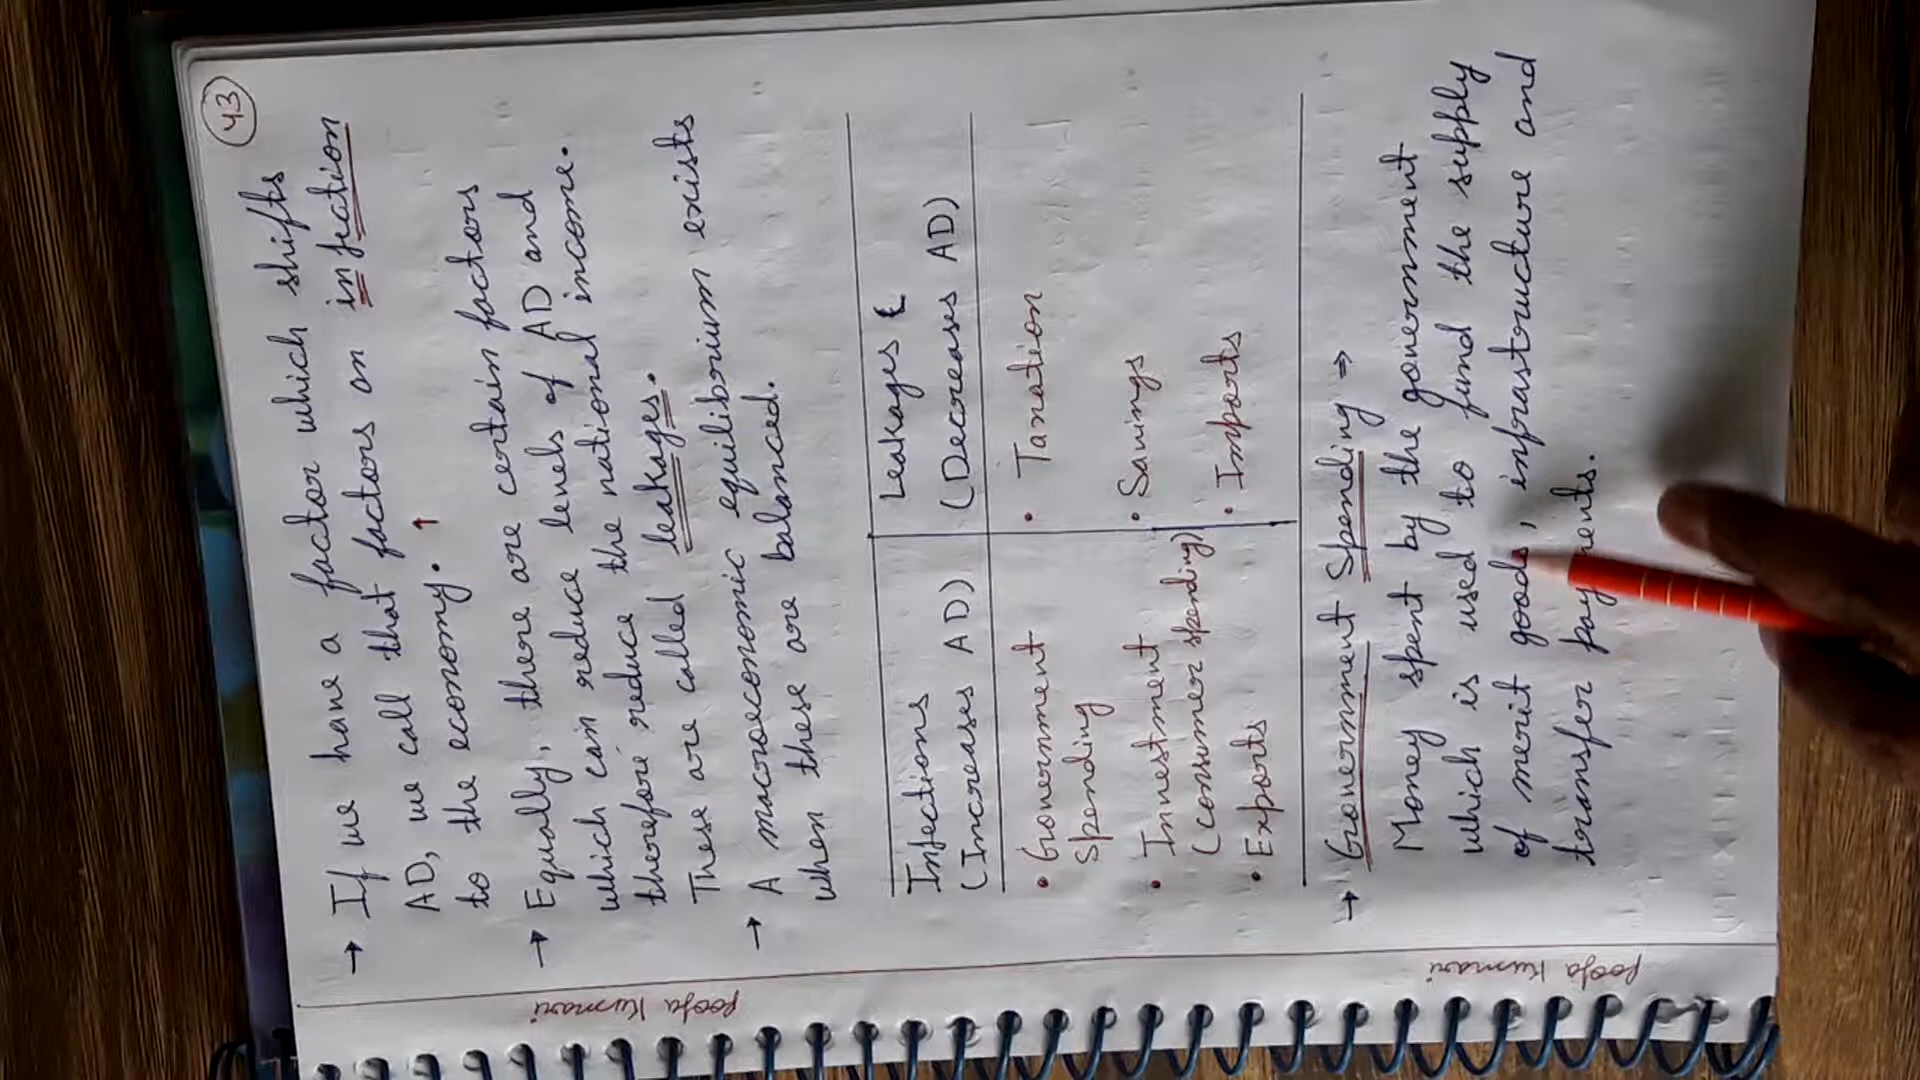 43
→ If we have a factor which shifts
AD, we call that factors an injection
to the economy. ↑
→ Equally, there are certain factors
which can reduce levels of AD and
therefore reduce the national income.
These are called leakages.
→ A macroeconomic equilibrium exists
when these are balanced.
Injections Leakages
(Increases AD) (Decreases AD)
• Government • Taxation
Spending
• Investment • Savings
(consumer spending)
• Exports • Imports
→ Government Spending ⇒
Money spent by the government
which is used to fund the supply
of merit goods, infrastructure and
transfer payments.
Pooja Kumari
Pooja Kumari